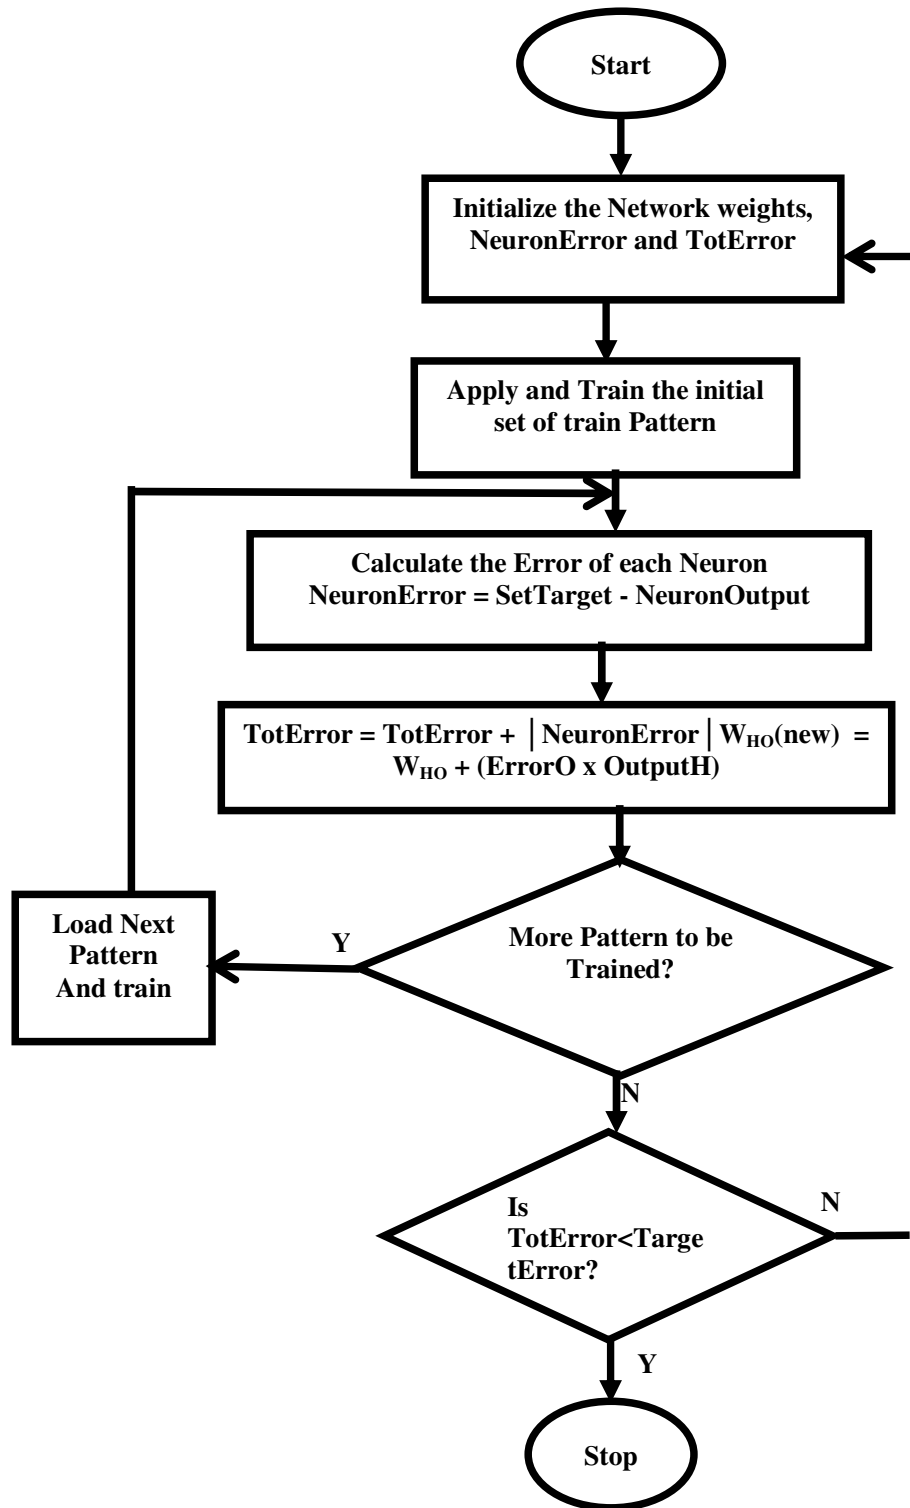 Start
Initialize the Network weights,
NeuronError and TotError
Apply and Train the initial
set of train Pattern
Calculate the Error of each Neuron
NeuronError = SetTarget - NeuronOutput
TotError = TotError + |NeuronError| W_HO(new) =
W_HO + (ErrorO x OutputH)
More Pattern to be
Trained?
Y
Load Next
Pattern
And train
N
Is
TotError<Targe
tError?
N
Y
Stop